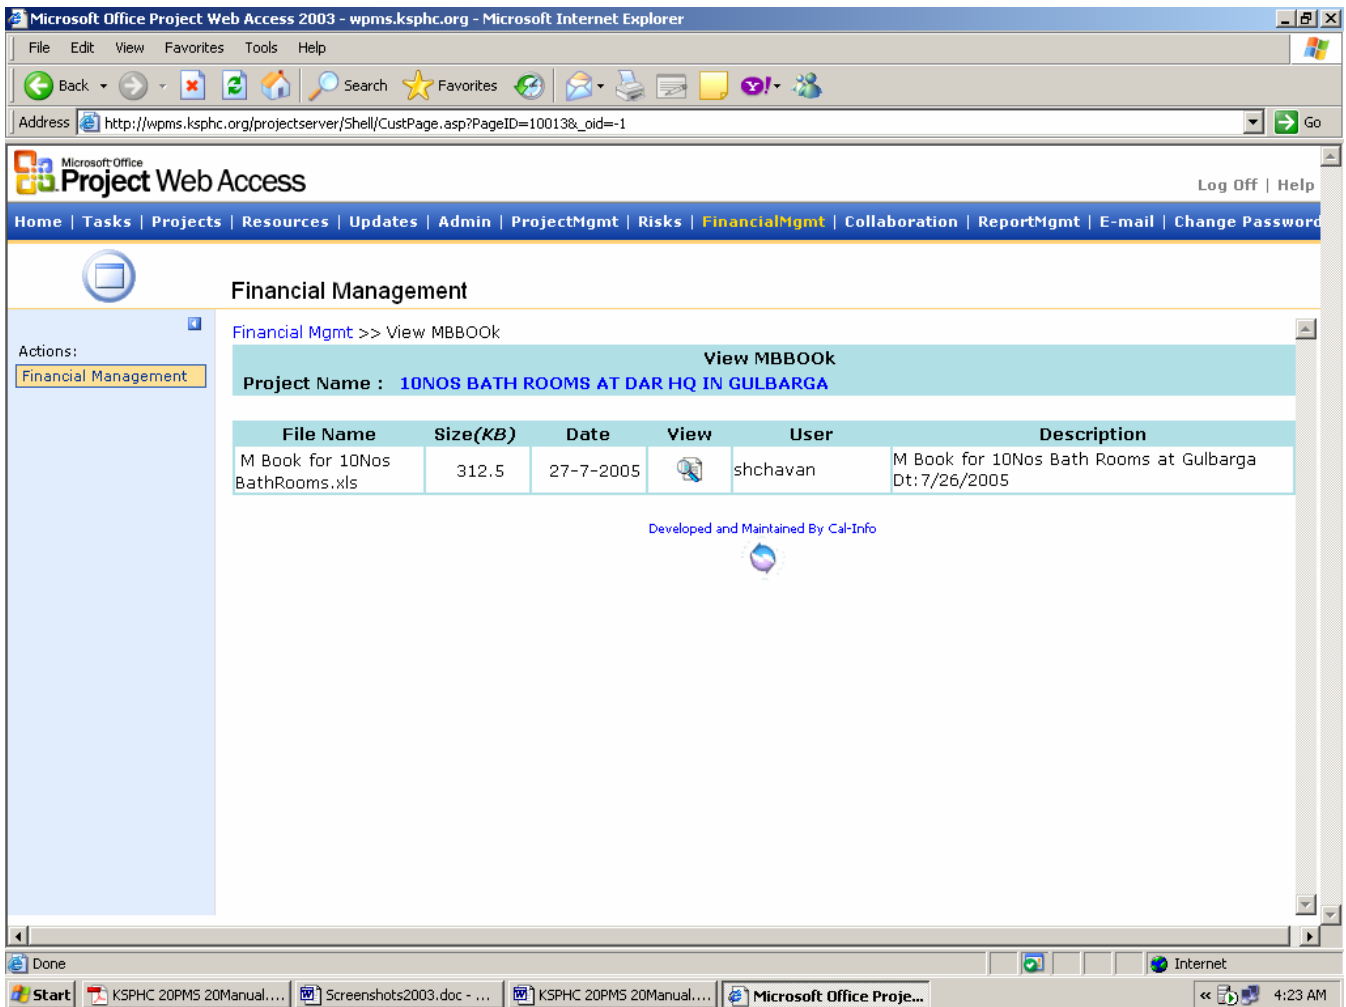 Microsoft Office Project Web Access 2003 - wpms.ksphc.org - Microsoft Internet Explorer
File Edit View Favorites Tools Help
Back Search Favorites
Address http://wpms.ksphc.org/projectserver/Shell/CustPage.asp?PageID=10013&_oid=-1 Go
Microsoft Office
Project Web Access
Log Off | Help
Home | Tasks | Projects | Resources | Updates | Admin | ProjectMgmt | Risks | FinancialMgmt | Collaboration | ReportMgmt | E-mail | Change Password
Financial Management
Actions:
Financial Management
Financial Mgmt >> View MBBOOk
View MBBOOk
Project Name : 10NOS BATH ROOMS AT DAR HQ IN GULBARGA
File Name Size(KB) Date View User Description
M Book for 10Nos BathRooms.xls 312.5 27-7-2005 shchavan M Book for 10Nos Bath Rooms at Gulbarga Dt:7/26/2005
Developed and Maintained By Cal-Info
Done Internet
Start KSPHC 20PMS 20Manual.... Screenshots2003.doc - ... KSPHC 20PMS 20Manual.... Microsoft Office Proje... « 4:23 AM